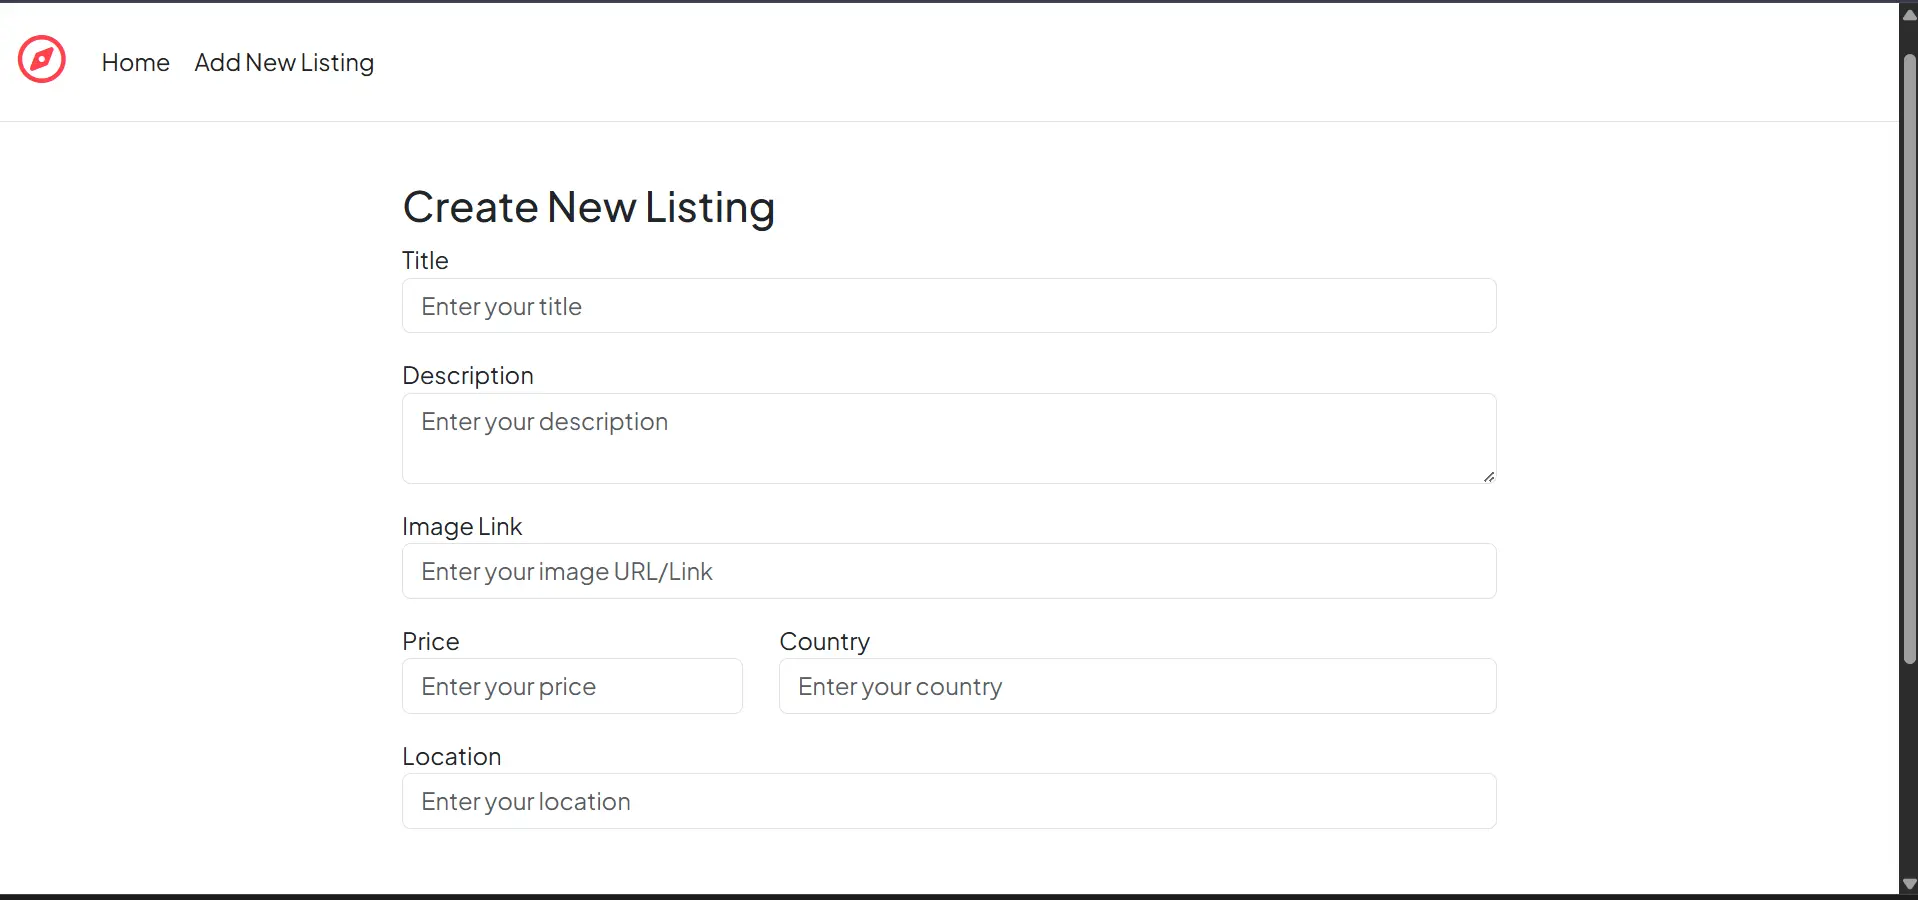 Home Add New Listing
Create New Listing
Title
Enter your title
Description
Enter your description
Image Link
Enter your image URL/Link
Price Country
Enter your price Enter your country
Location
Enter your location